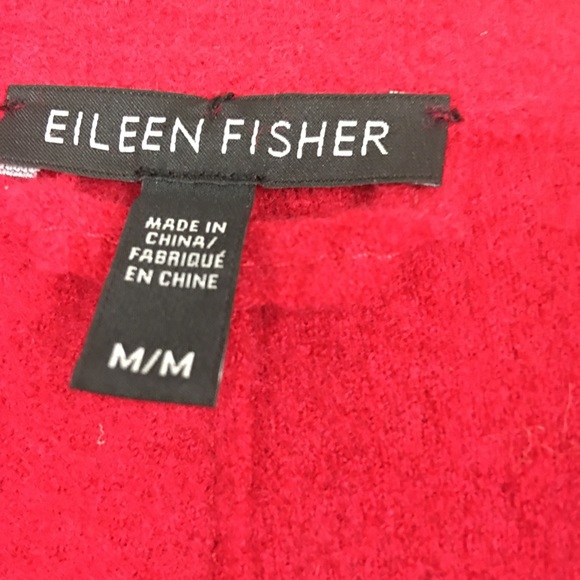 EILEEN FISHER
MADE IN
CHINA/
FABRIQUÉ
EN CHINE
M/M